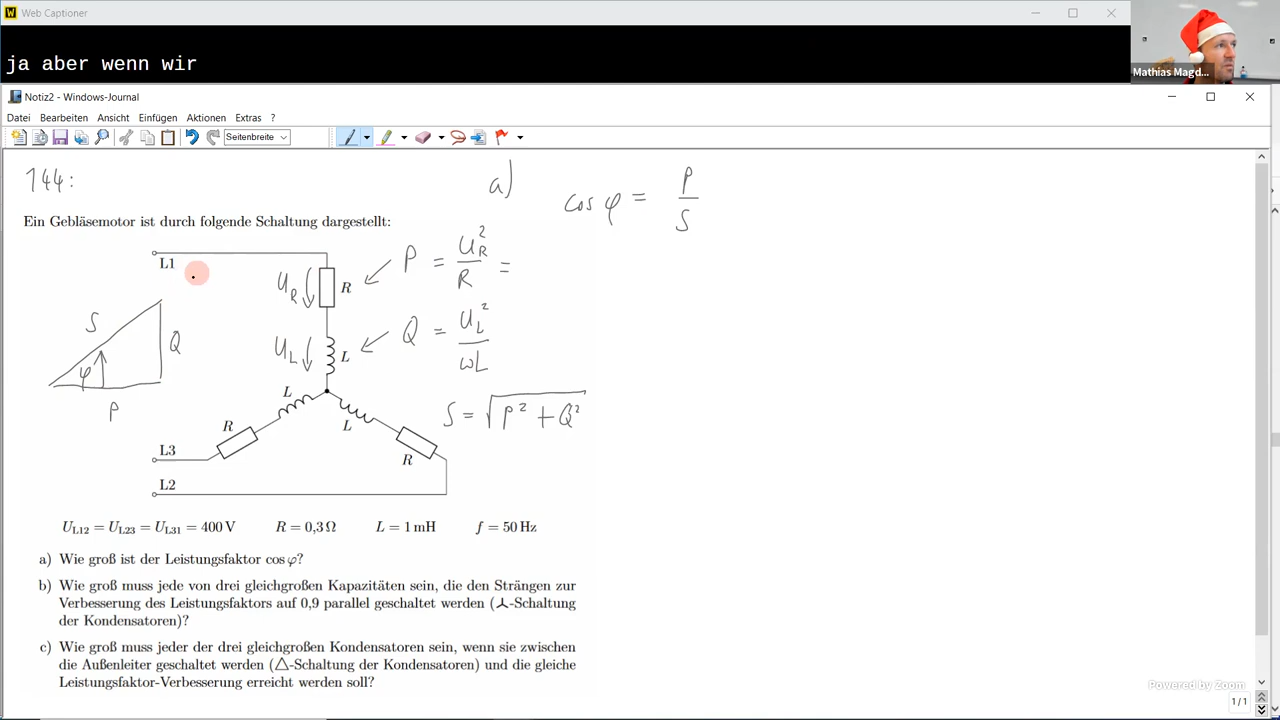 Web Captioner
ja aber wenn wir
Mathias Magd...
Notiz2 - Windows-Journal
Datei Bearbeiten Ansicht Einfügen Aktionen Extras ?
Seitenbreite
144:
a) cos φ = P/S
Ein Gebläsemotor ist durch folgende Schaltung dargestellt:
L1
U_R R P = U_R²/R =
S Q φ P
U_L L Q = U_L²/ωL
L
S = √(P² + Q²)
R L
L3 R
L2
U_L12 = U_L23 = U_L31 = 400 V R = 0,3 Ω L = 1 mH f = 50 Hz
a) Wie groß ist der Leistungsfaktor cos φ?
b) Wie groß muss jede von drei gleichgroßen Kapazitäten sein, die den Strängen zur
Verbesserung des Leistungsfaktors auf 0,9 parallel geschaltet werden (⅄-Schaltung
der Kondensatoren)?
c) Wie groß muss jeder der drei gleichgroßen Kondensatoren sein, wenn sie zwischen
die Außenleiter geschaltet werden (△-Schaltung der Kondensatoren) und die gleiche
Leistungsfaktor-Verbesserung erreicht werden soll?
Powered by Zoom
1/1